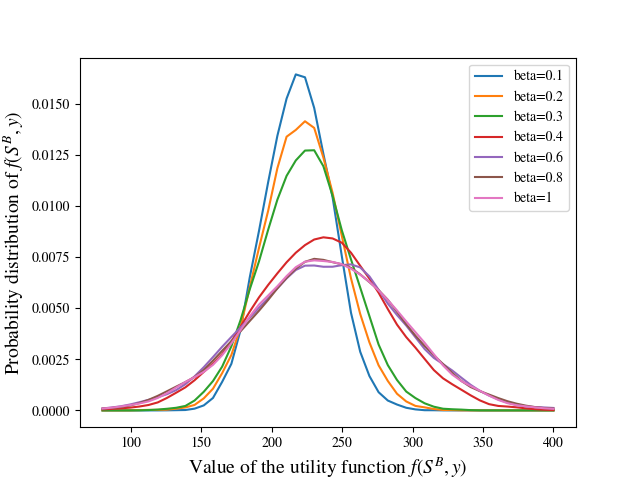 Probability distribution of f(S^B, y)
0.0150
0.0125
0.0100
0.0075
0.0050
0.0025
0.0000
beta=0.1
beta=0.2
beta=0.3
beta=0.4
beta=0.6
beta=0.8
beta=1
100 150 200 250 300 350 400
Value of the utility function f(S^B, y)